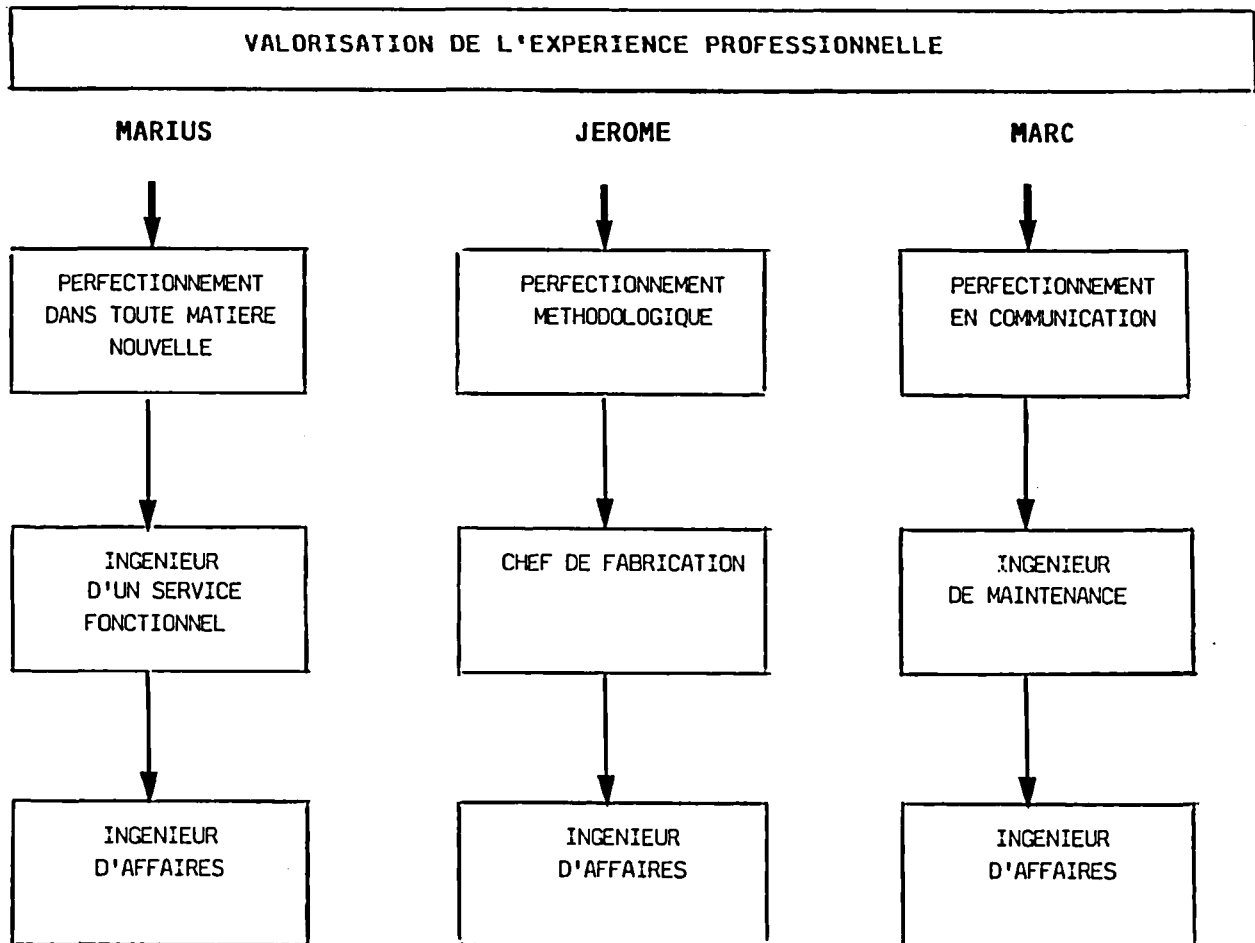 VALORISATION DE L'EXPERIENCE PROFESSIONNELLE
MARIUS
PERFECTIONNEMENT
DANS TOUTE MATIERE
NOUVELLE
INGENIEUR
D'UN SERVICE
FONCTIONNEL
INGENIEUR
D'AFFAIRES
JEROME
PERFECTIONNEMENT
METHODOLOGIQUE
CHEF DE FABRICATION
INGENIEUR
D'AFFAIRES
MARC
PERFECTIONNEMENT
EN COMMUNICATION
INGENIEUR
DE MAINTENANCE
INGENIEUR
D'AFFAIRES